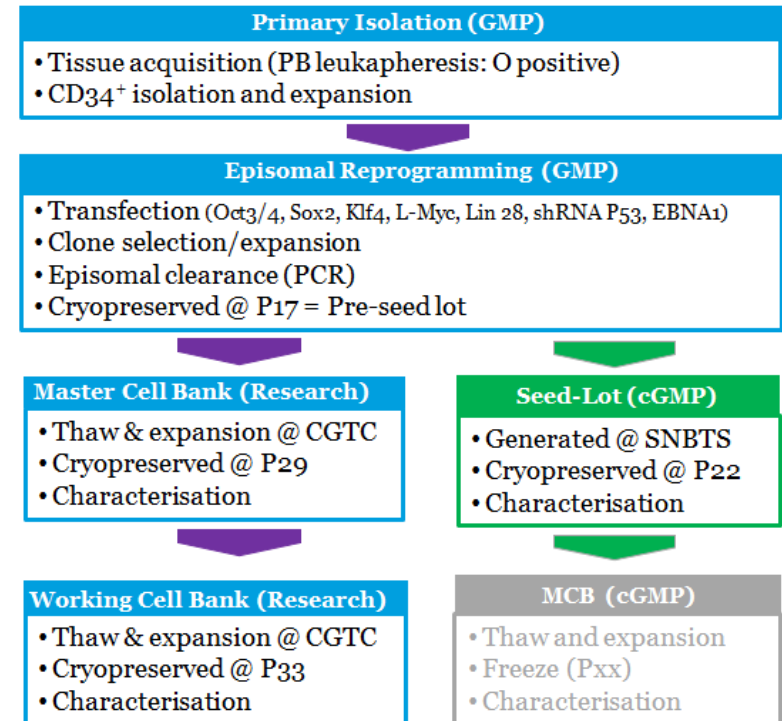 Primary Isolation (GMP)
• Tissue acquisition (PB leukapheresis: O positive)
• CD34⁺ isolation and expansion
Episomal Reprogramming (GMP)
• Transfection (Oct3/4, Sox2, Klf4, L-Myc, Lin 28, shRNA P53, EBNA1)
• Clone selection/expansion
• Episomal clearance (PCR)
• Cryopreserved @ P17 = Pre-seed lot
Master Cell Bank (Research)
• Thaw & expansion @ CGTC
• Cryopreserved @ P29
• Characterisation
Seed-Lot (cGMP)
• Generated @ SNBTS
• Cryopreserved @ P22
• Characterisation
Working Cell Bank (Research)
• Thaw & expansion @ CGTC
• Cryopreserved @ P33
• Characterisation
MCB (cGMP)
• Thaw and expansion
• Freeze (Pxx)
• Characterisation